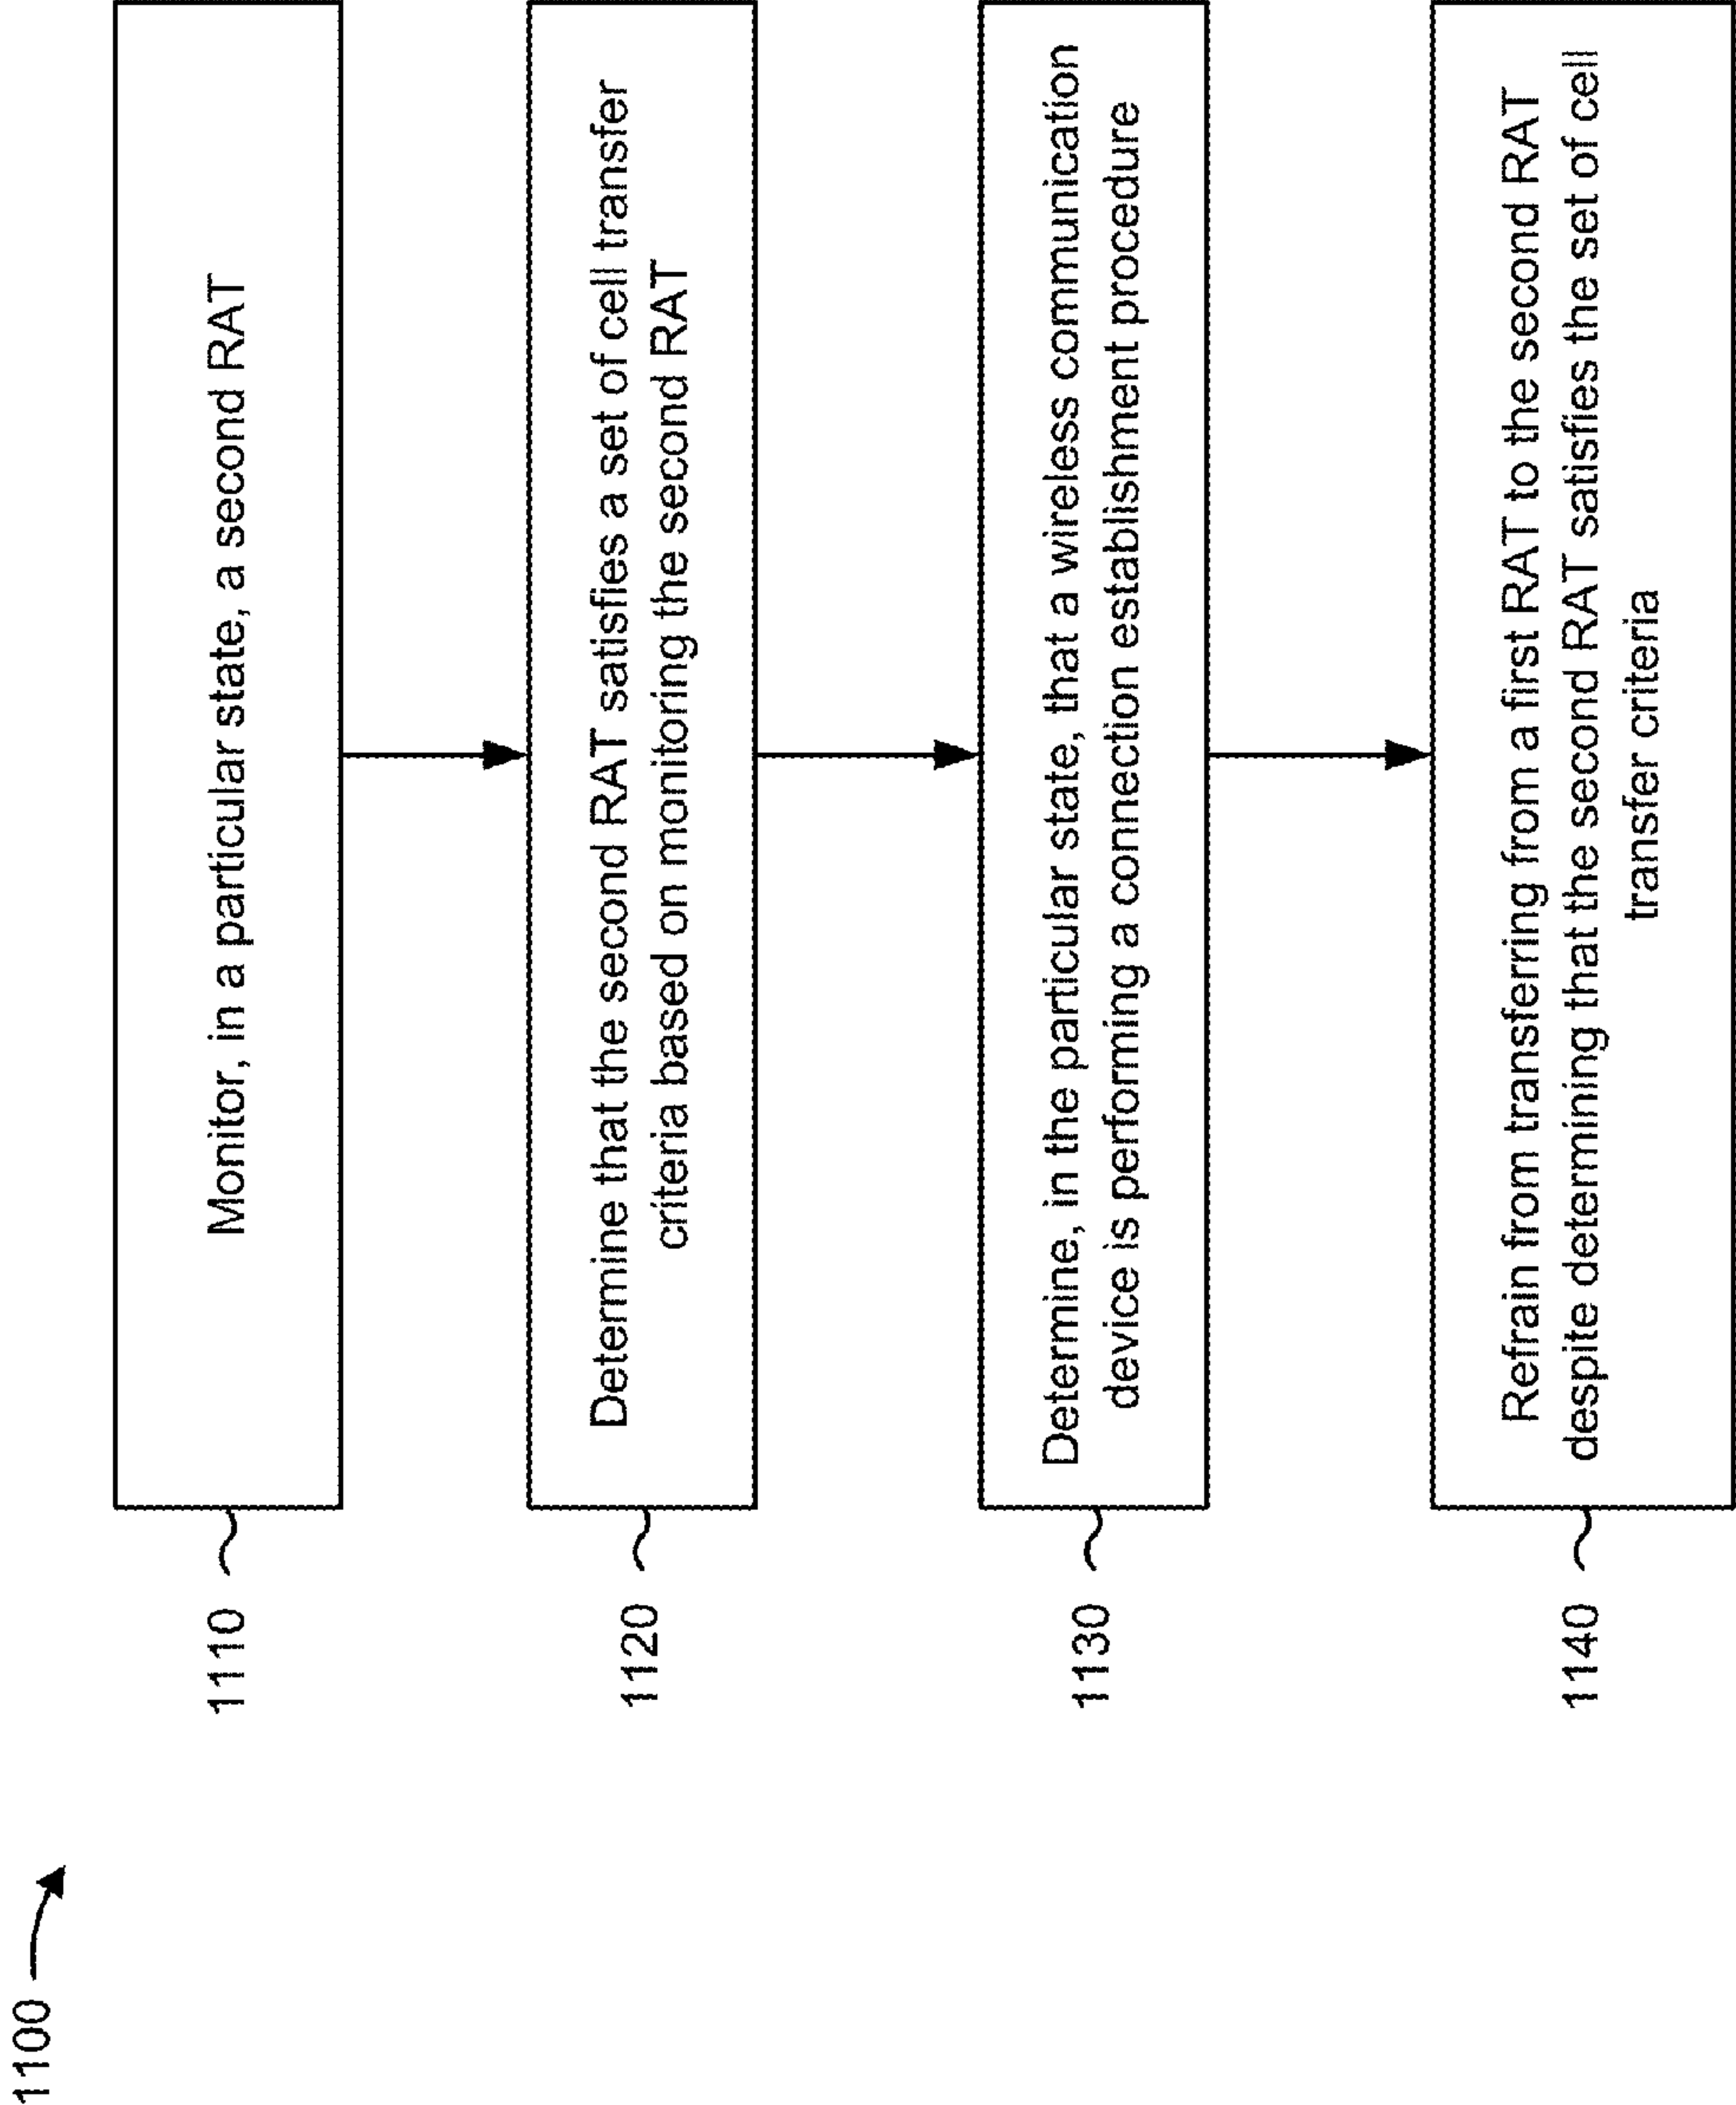 1100
1110
Monitor, in a particular state, a second RAT
1120
Determine that the second RAT satisfies a set of cell transfer
criteria based on monitoring the second RAT
1130
Determine, in the particular state, that a wireless communication
device is performing a connection establishment procedure
1140
Refrain from transferring from a first RAT to the second RAT
despite determining that the second RAT satisfies the set of cell
transfer criteria